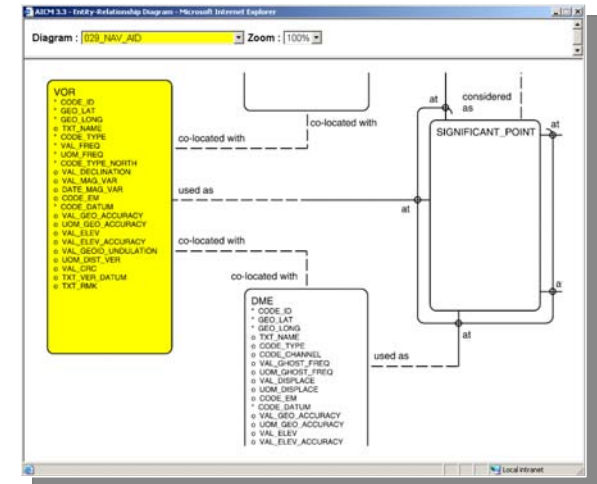 AICM 3.3 - Entity-Relationship Diagram - Microsoft Internet Explorer
Diagram : 029_NAV_AID Zoom : 100%
VOR
* CODE_ID
* GEO_LAT
* GEO_LONG
o TXT_NAME
* CODE_TYPE
* VAL_FREQ
* UOM_FREQ
* CODE_TYPE_NORTH
o VAL_DECLINATION
o VAL_MAG_VAR
o DATE_MAG_VAR
o CODE_EM
* CODE_DATUM
o VAL_GEO_ACCURACY
o UOM_GEO_ACCURACY
o VAL_ELEV
o VAL_ELEV_ACCURACY
o VAL_GEOID_UNDULATION
o UOM_DIST_VER
o VAL_CRC
o TXT_VER_DATUM
o TXT_RMK
co-located with
co-located with
used as
co-located with
co-located with
at
considered
as
at
SIGNIFICANT_POINT
at
a
at
DME
* CODE_ID
* GEO_LAT
* GEO_LONG
o TXT_NAME
o CODE_TYPE
o CODE_CHANNEL
o VAL_GHOST_FREQ
o UOM_GHOST_FREQ
o VAL_DISPLACE
o UOM_DISPLACE
o CODE_EM
* CODE_DATUM
o VAL_GEO_ACCURACY
o UOM_GEO_ACCURACY
o VAL_ELEV
o VAL_ELEV_ACCURACY
used as
Local intranet